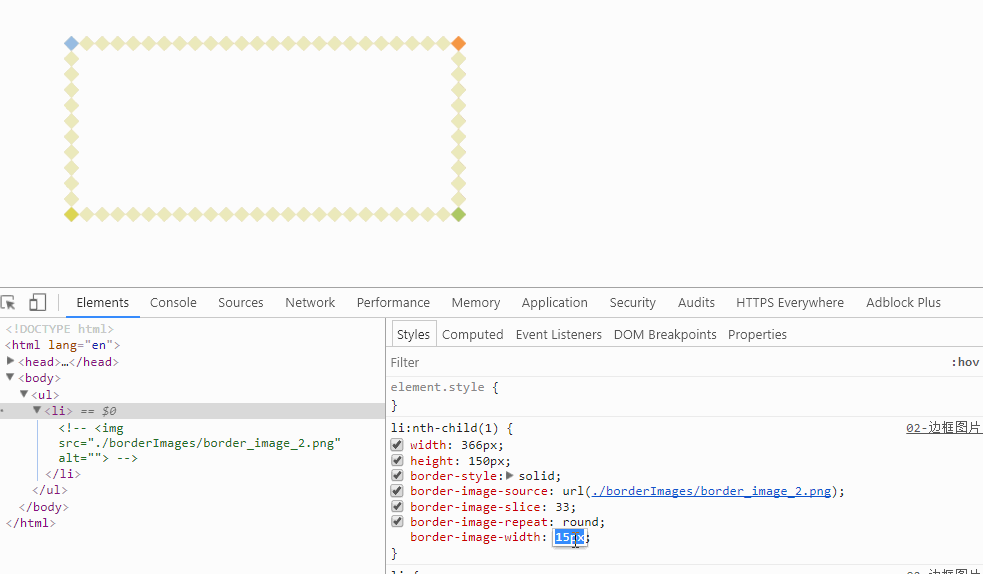 Elements Console Sources Network Performance Memory Application Security Audits HTTPS Everywhere Adblock Plus
<!DOCTYPE html>
<html lang="en">
▶<head>…</head>
▼<body>
▼<ul>
▼<li> == $0
<!-- <img
src="./borderImages/border_image_2.png"
alt=""> -->
</li>
</ul>
</body>
</html>
Styles Computed Event Listeners DOM Breakpoints Properties
Filter :hov
element.style {
}
li:nth-child(1) { 02-边框图片
width: 366px;
height: 150px;
border-style:▶ solid;
border-image-source: url(./borderImages/border_image_2.png);
border-image-slice: 33;
border-image-repeat: round;
border-image-width: 15px;
}